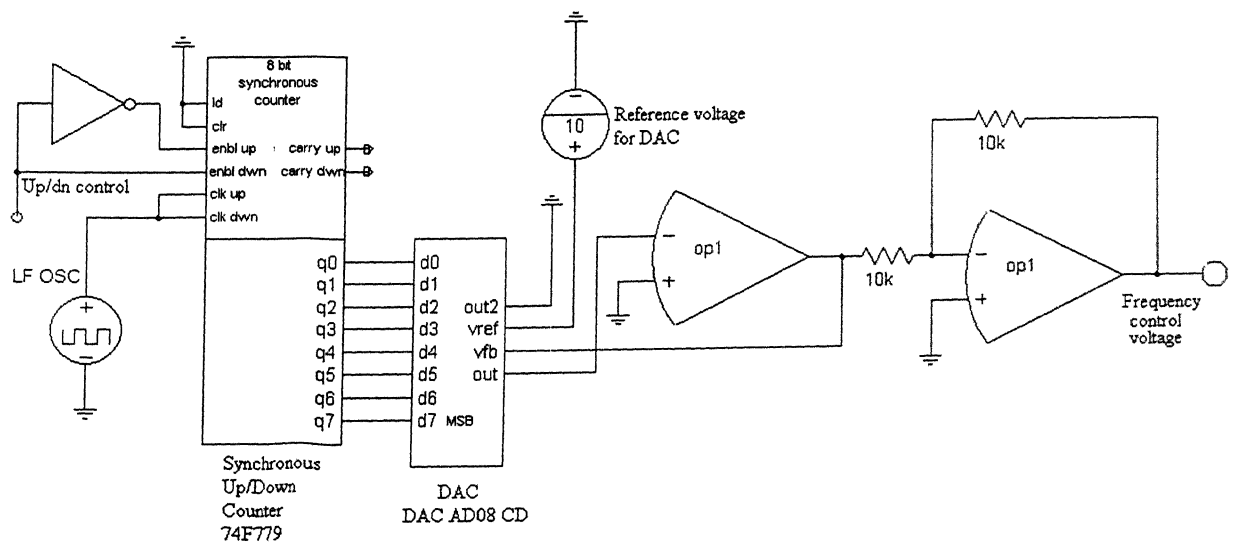 8 bit
synchronous
counter
ld
clr
enbl up
carry up
enbl dwn
carry dwn
clk up
clk dwn
Up/dn control
LF OSC
+
−
q0
q1
q2
q3
q4
q5
q6
q7
d0
d1
d2
d3
d4
d5
d6
d7 MSB
out2
vref
vfb
out
Synchronous
Up/Down
Counter
74F779
DAC
DAC AD08 CD
−
10
+
Reference voltage
for DAC
−
op1
+
10k
10k
−
op1
+
Frequency
control
voltage